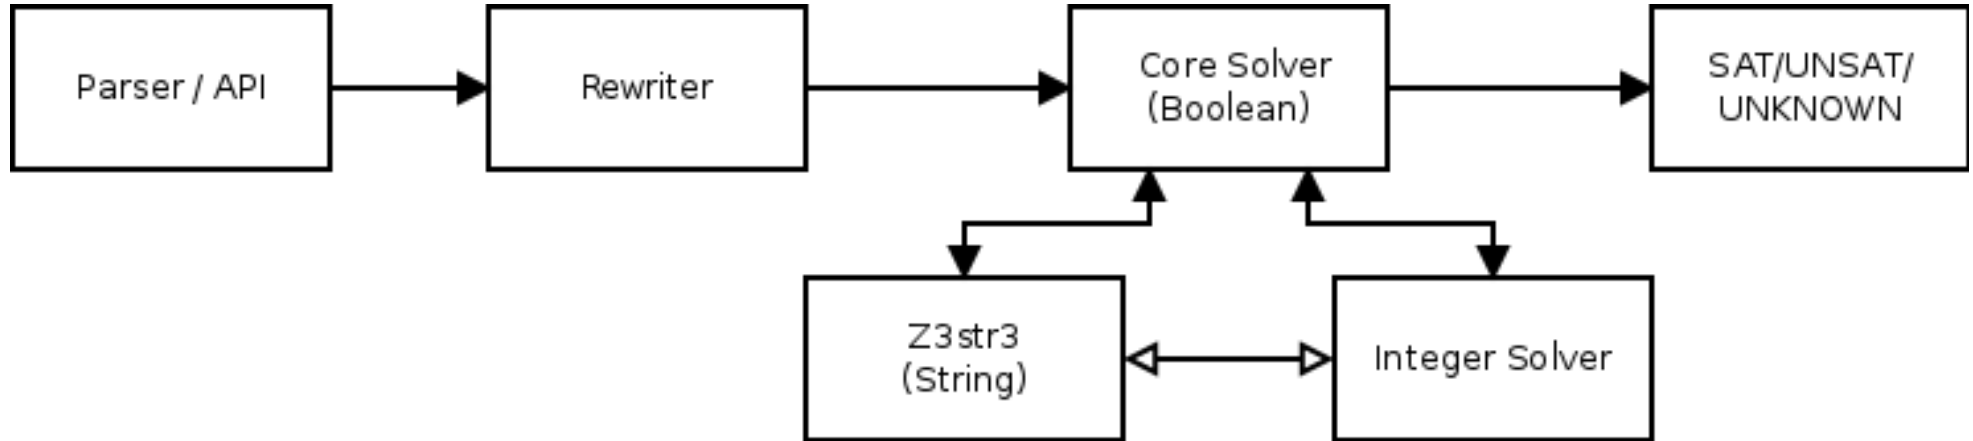 Parser / API
Rewriter
Core Solver
(Boolean)
SAT/UNSAT/
UNKNOWN
Z3str3
(String)
Integer Solver